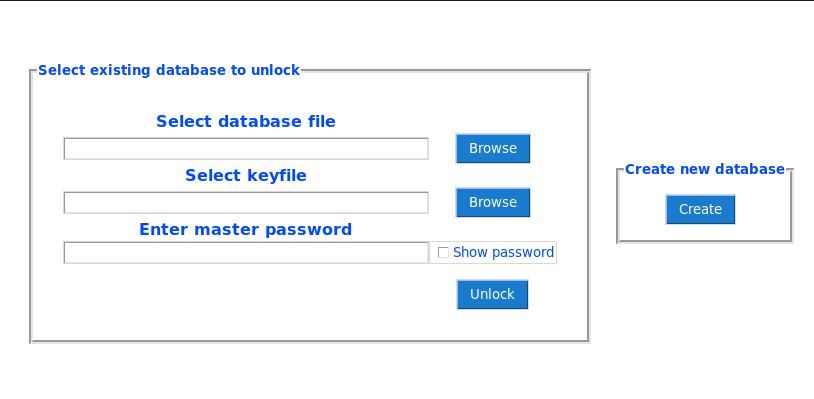 Select existing database to unlock
Select database file
Browse
Select keyfile
Browse
Enter master password
Show password
Unlock
Create new database
Create